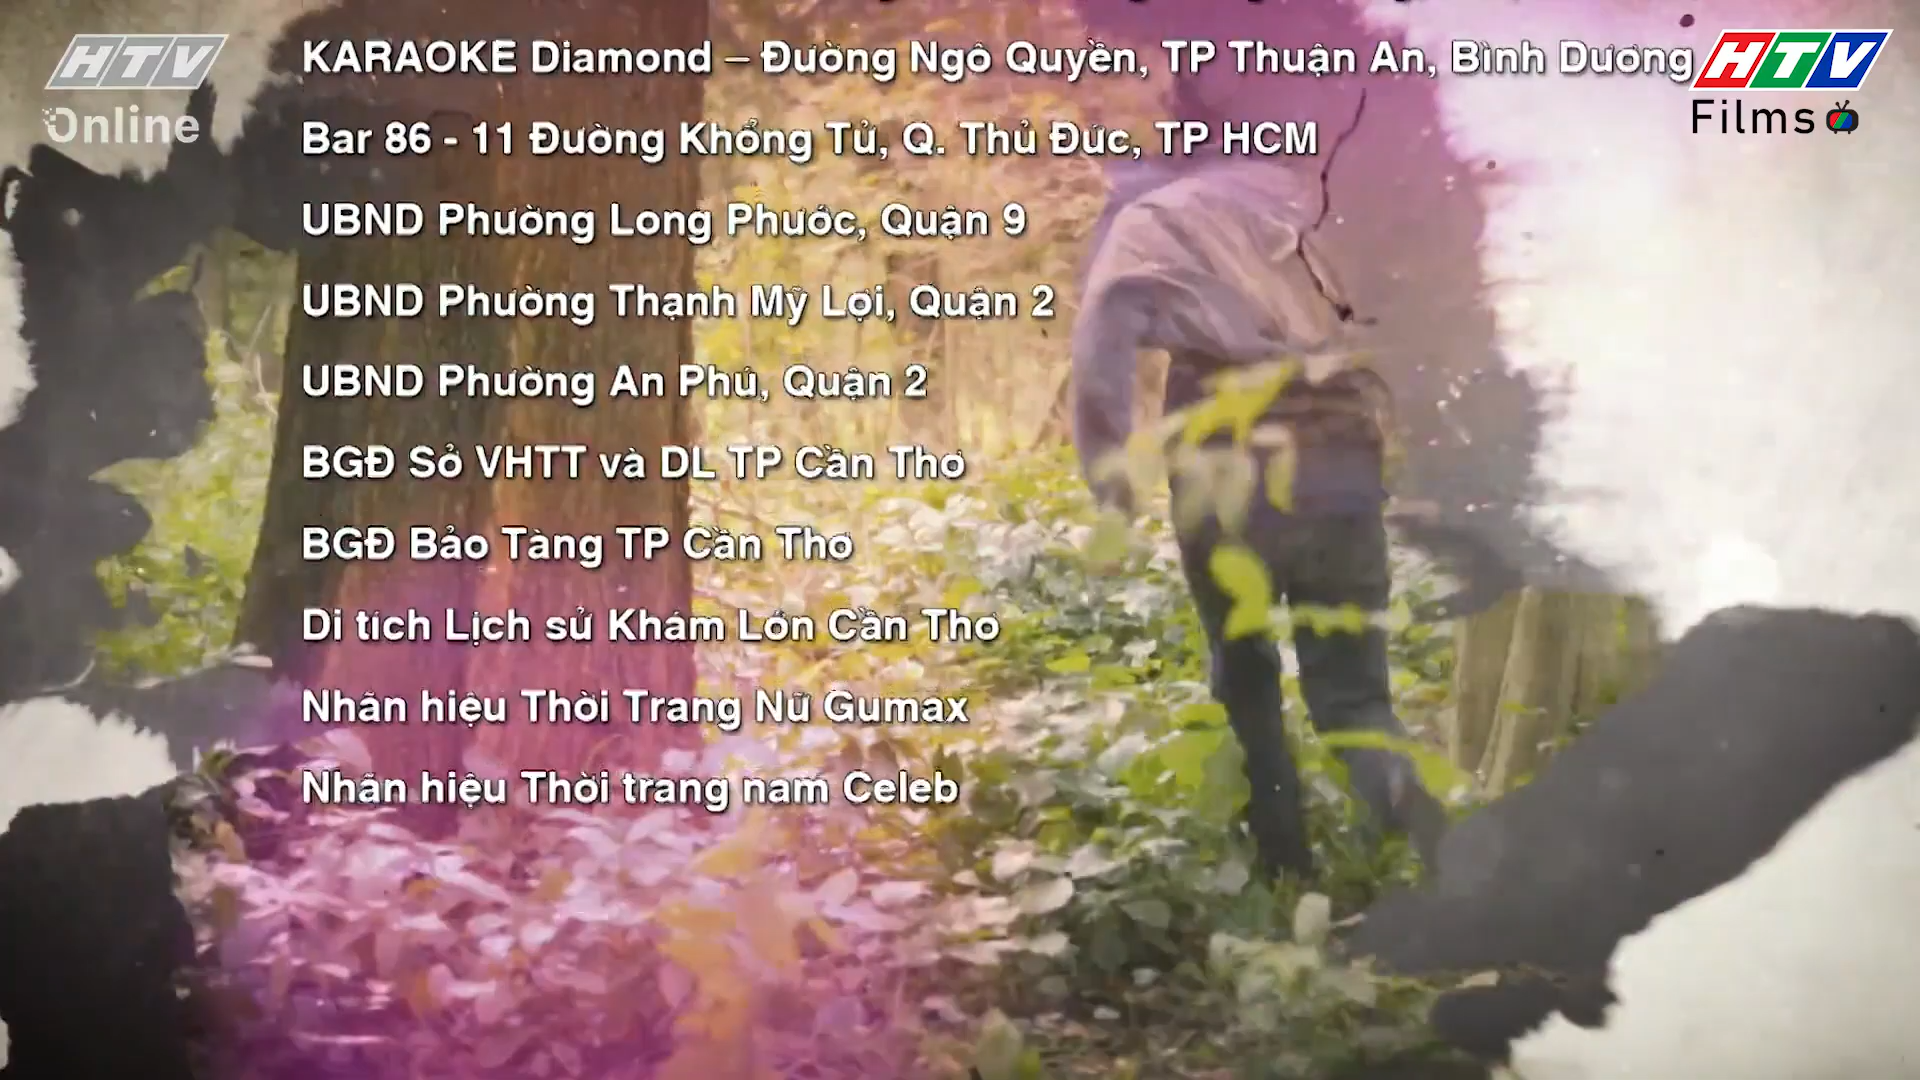 HTV
Online
HTV
Films
KARAOKE Diamond – Đường Ngô Quyền, TP Thuận An, Bình Dương
Bar 86 - 11 Đường Khổng Tử, Q. Thủ Đức, TP HCM
UBND Phường Long Phước, Quận 9
UBND Phường Thạnh Mỹ Lợi, Quận 2
UBND Phường An Phú, Quận 2
BGĐ Sở VHTT và DL TP Cần Thơ
BGĐ Bảo Tàng TP Cần Thơ
Di tích Lịch sử Khám Lớn Cần Thơ
Nhãn hiệu Thời Trang Nữ Gumax
Nhãn hiệu Thời trang nam Celeb